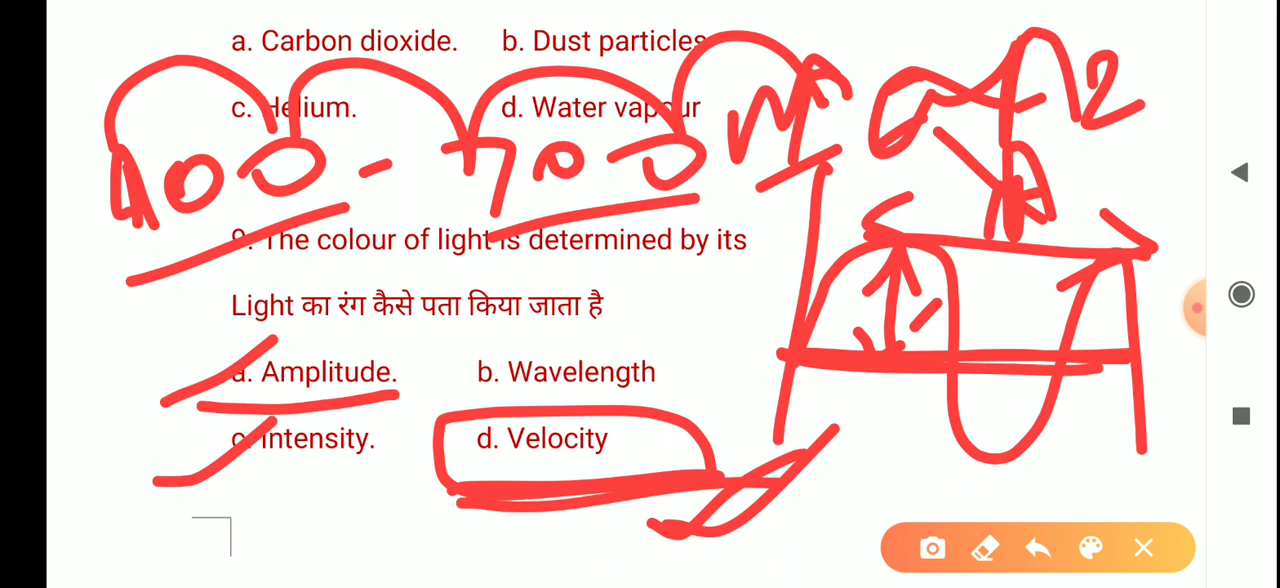 a. Carbon dioxide. b. Dust particles
c. Helium. d. Water vapour
400 - 700
9. The colour of light is determined by its
Light का रंग कैसे पता किया जाता है
a. Amplitude. b. Wavelength
c. Intensity. d. Velocity